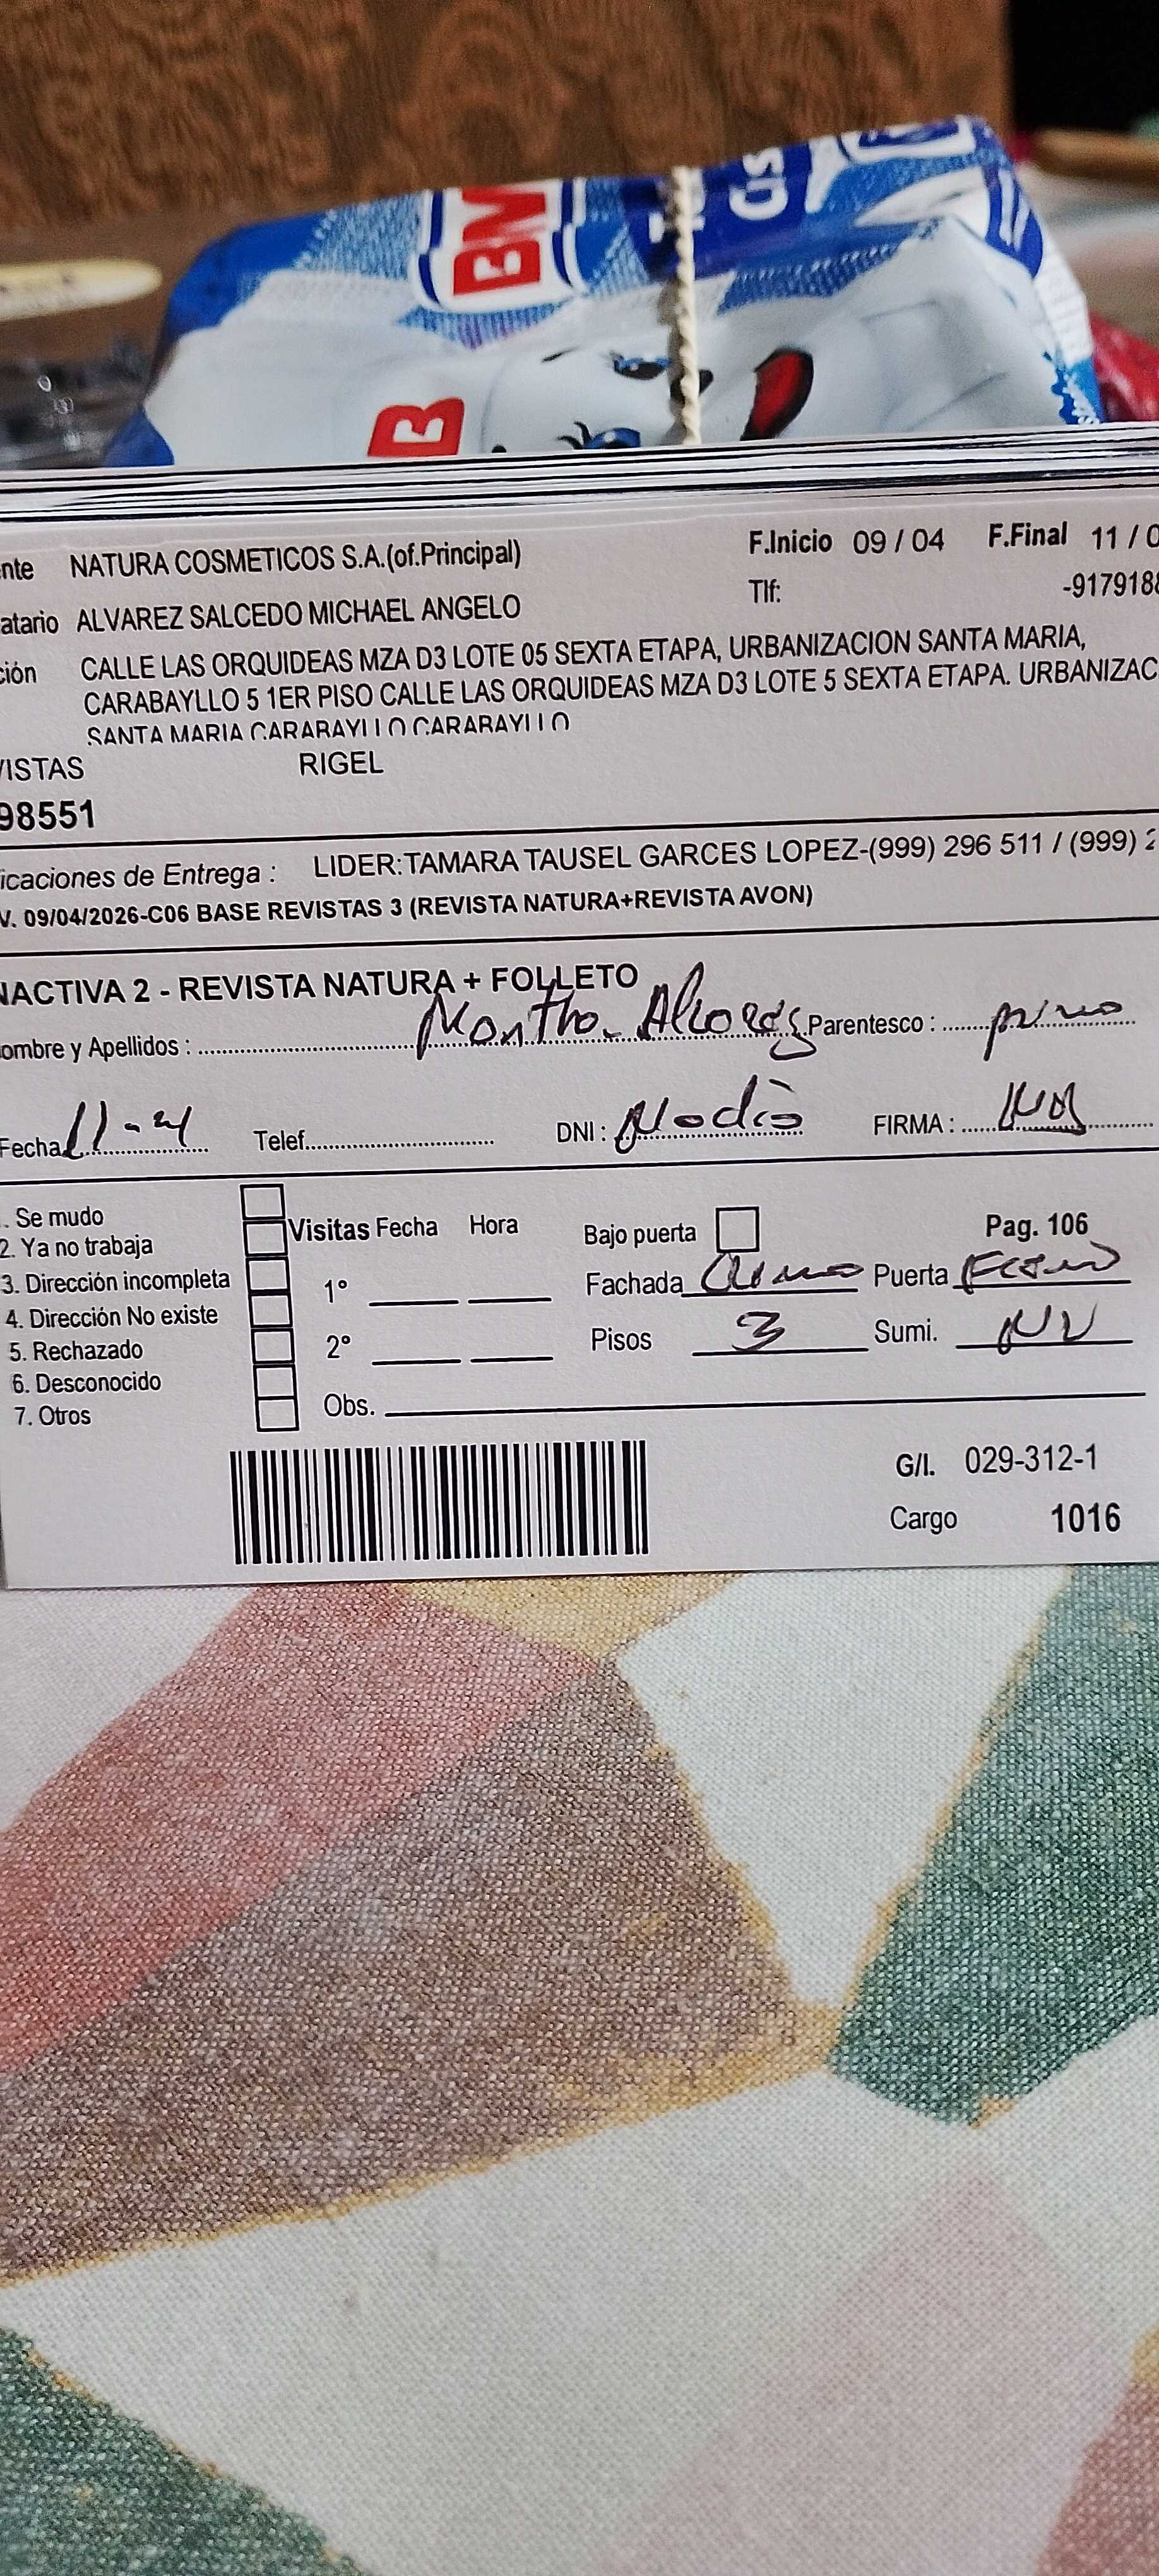 BM
B
nte NATURA COSMETICOS S.A.(of.Principal) F.Inicio 09 / 04 F.Final 11 / 0
Tlf: -9179188
atario ALVAREZ SALCEDO MICHAEL ANGELO
ción CALLE LAS ORQUIDEAS MZA D3 LOTE 05 SEXTA ETAPA, URBANIZACION SANTA MARIA,
CARABAYLLO 5 1ER PISO CALLE LAS ORQUIDEAS MZA D3 LOTE 5 SEXTA ETAPA. URBANIZAC
SANTA MARIA CARABAYLLO CARABAYLLO
VISTAS RIGEL
98551
icaciones de Entrega : LIDER:TAMARA TAUSEL GARCES LOPEZ-(999) 296 511 / (999) 2
V. 09/04/2026-C06 BASE REVISTAS 3 (REVISTA NATURA+REVISTA AVON)
NACTIVA 2 - REVISTA NATURA + FOLLETO
ombre y Apellidos : Parentesco : primo
Fecha 11-4 Telef. DNI : FIRMA :
. Se mudo
2. Ya no trabaja Visitas Fecha Hora Bajo puerta Pag. 106
3. Dirección incompleta 1° Fachada Puerta
4. Dirección No existe
5. Rechazado 2° Pisos 3 Sumi. NV
6. Desconocido
7. Otros Obs.
G/I. 029-312-1
Cargo 1016